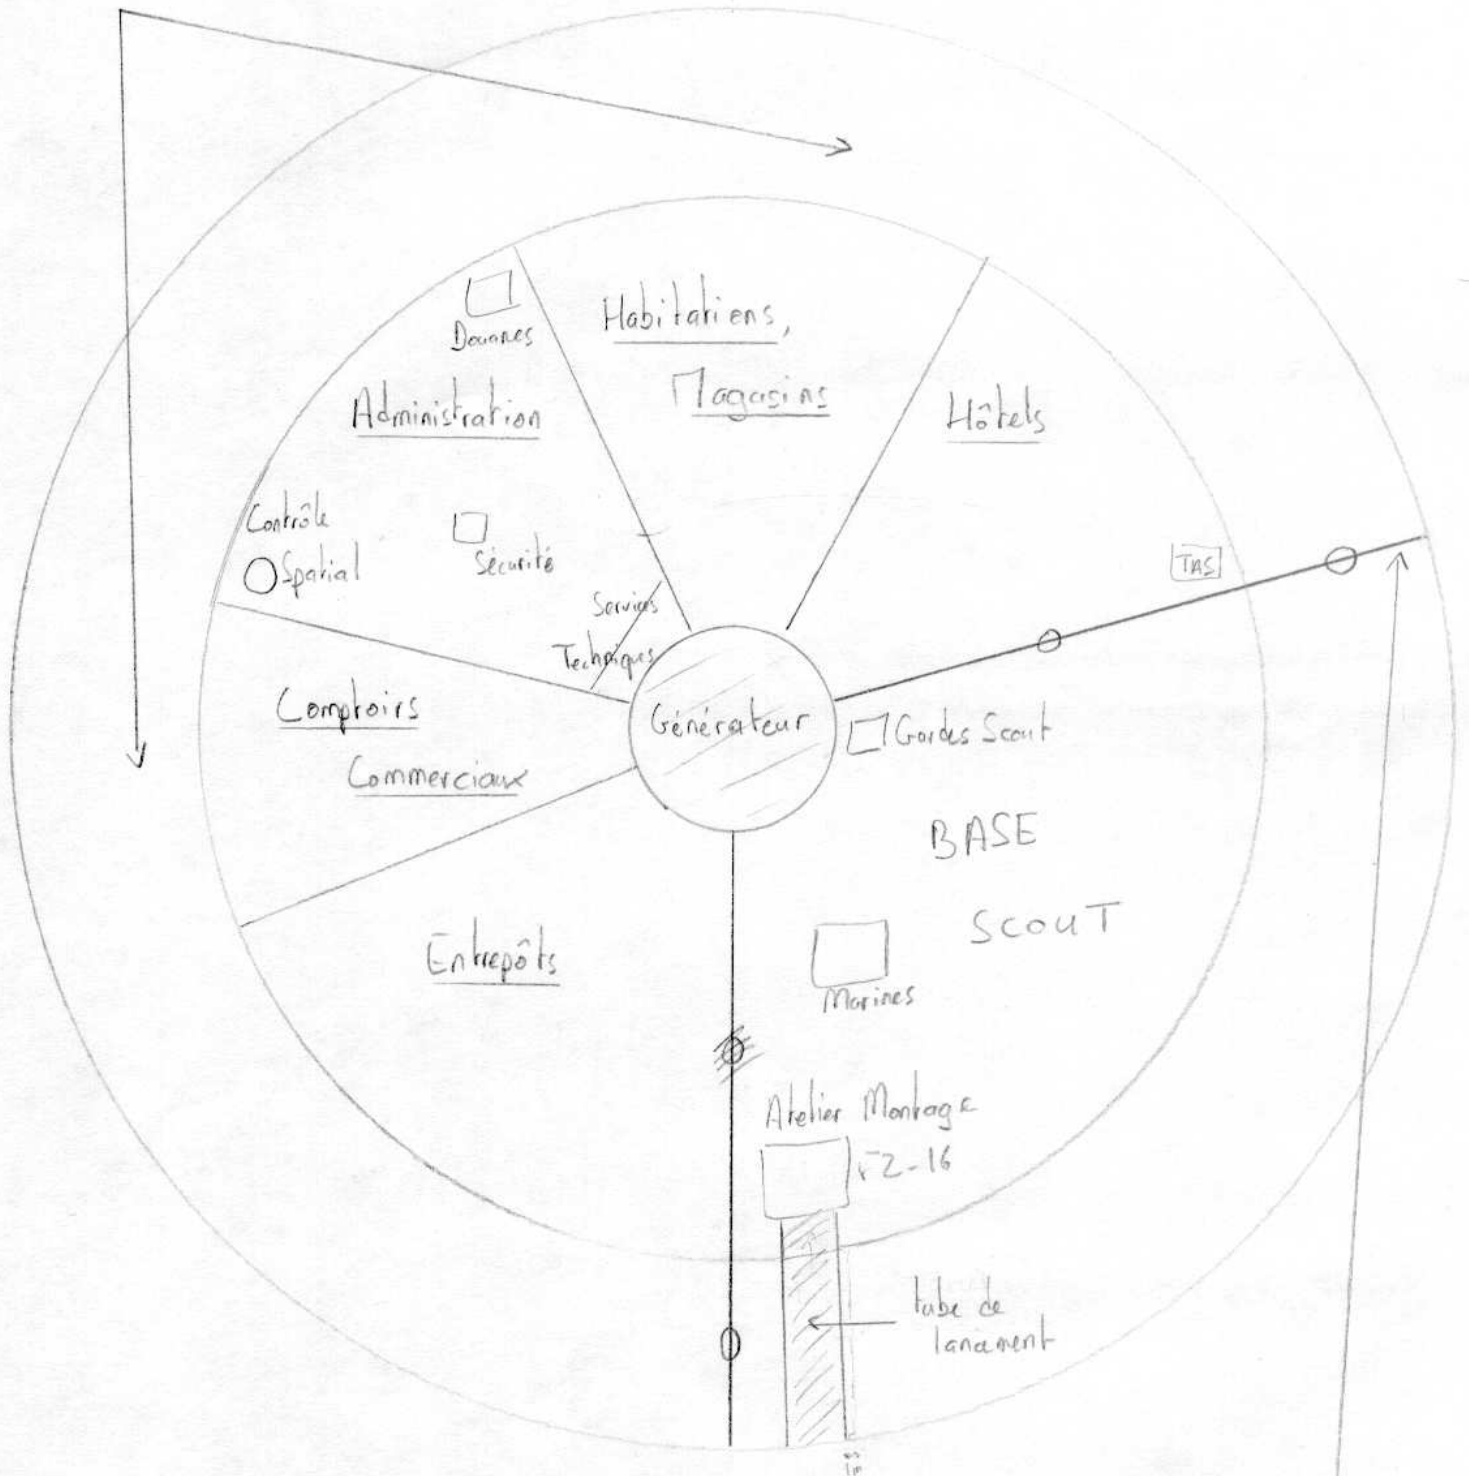 Habitations,
Magasins
Douanes
Administration
Hôtels
Contrôle
Spatial
Sécurité
TAS
Services
Techniques
Comptoirs
Commerciaux
Générateur
Gardes Scout
BASE
SCOUT
Entrepôts
Marines
Atelier Montage
FZ-16
tube de
lancement